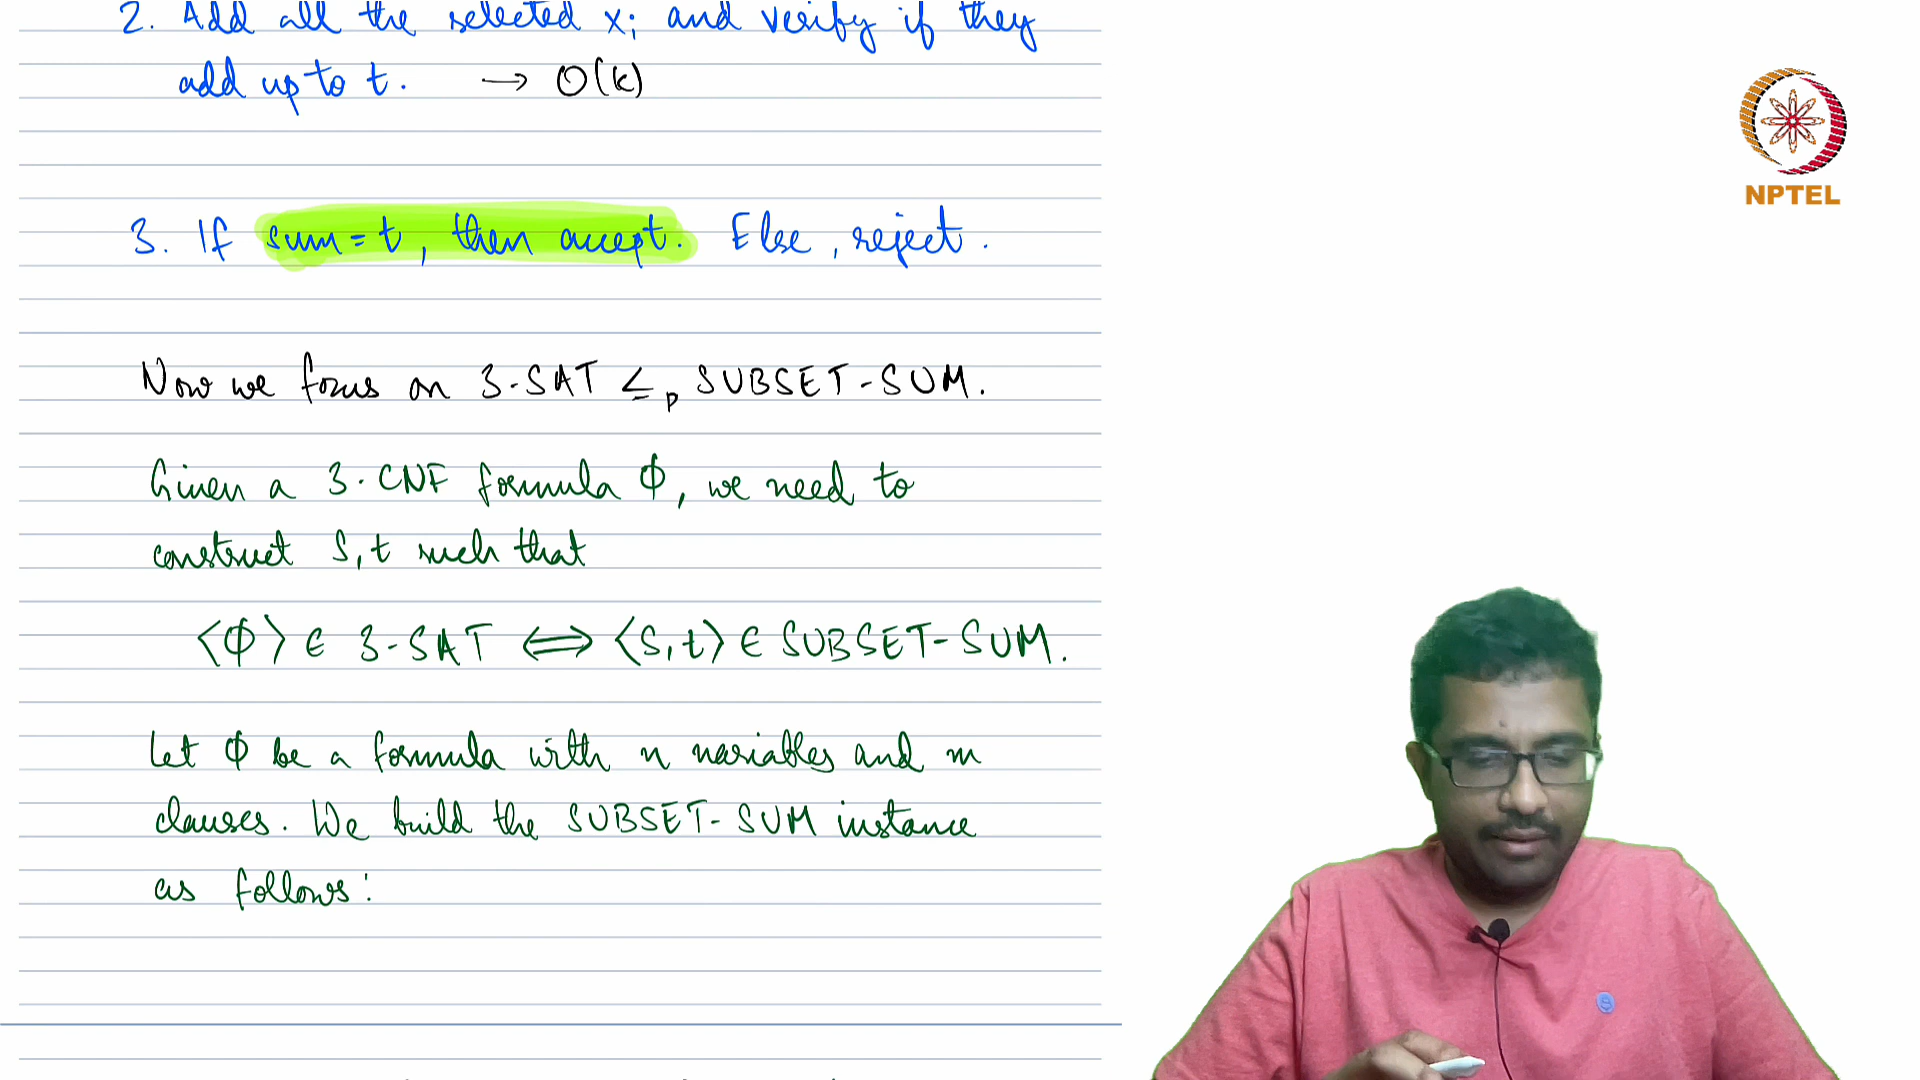 2. Add all the selected xi and verify if they
add up to t. → O(k)
NPTEL
3. If sum = t, then accept. Else, reject.
Now we focus on 3-SAT ≤p SUBSET-SUM.
Given a 3-CNF formula ϕ, we need to
construct S, t such that
⟨ϕ⟩ ∈ 3-SAT ⟺ ⟨S, t⟩ ∈ SUBSET-SUM.
Let ϕ be a formula with n variables and m
clauses. We build the SUBSET-SUM instance
as follows: